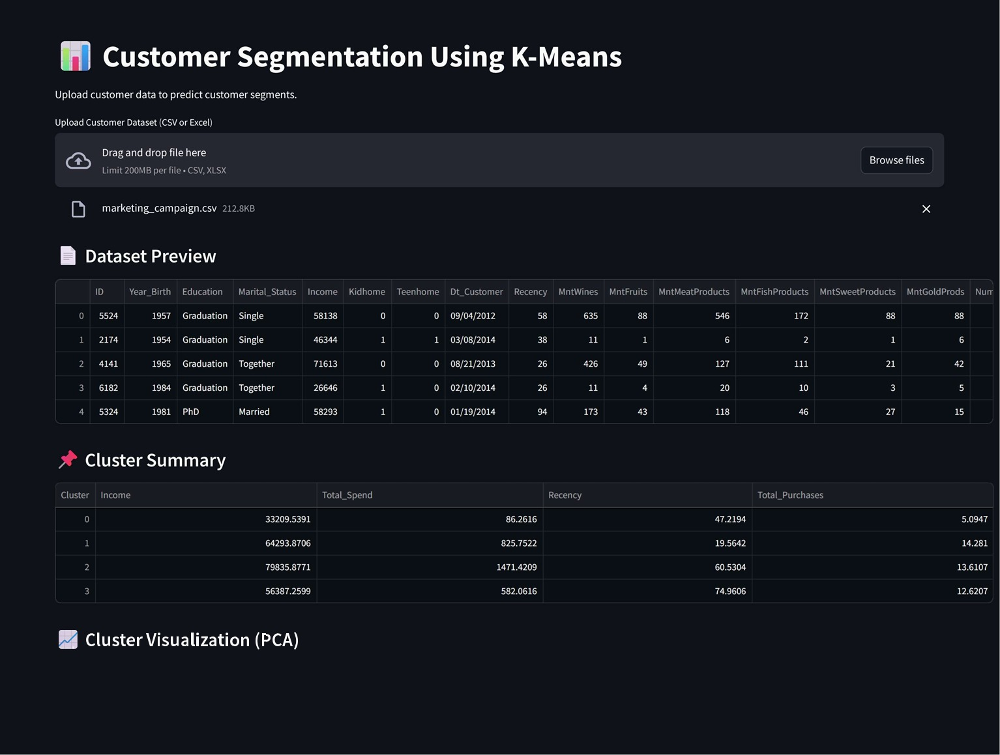 Customer Segmentation Using K-Means
Upload customer data to predict customer segments.
Upload Customer Dataset (CSV or Excel)
Drag and drop file here
Limit 200MB per file • CSV, XLSX
Browse files
marketing_campaign.csv 212.8KB
Dataset Preview
ID Year_Birth Education Marital_Status Income Kidhome Teenhome Dt_Customer Recency MntWines MntFruits MntMeatProducts MntFishProducts MntSweetProducts MntGoldProds Num
0 5524 1957 Graduation Single 58138 0 0 09/04/2012 58 635 88 546 172 88 88
1 2174 1954 Graduation Single 46344 1 1 03/08/2014 38 11 1 6 2 1 6
2 4141 1965 Graduation Together 71613 0 0 08/21/2013 26 426 49 127 111 21 42
3 6182 1984 Graduation Together 26646 1 0 02/10/2014 26 11 4 20 10 3 5
4 5324 1981 PhD Married 58293 1 0 01/19/2014 94 173 43 118 46 27 15
Cluster Summary
Cluster Income Total_Spend Recency Total_Purchases
0 33209.5391 86.2616 47.2194 5.0947
1 64293.8706 825.7522 19.5642 14.281
2 79835.8771 1471.4209 60.5304 13.6107
3 56387.2599 582.0616 74.9606 12.6207
Cluster Visualization (PCA)